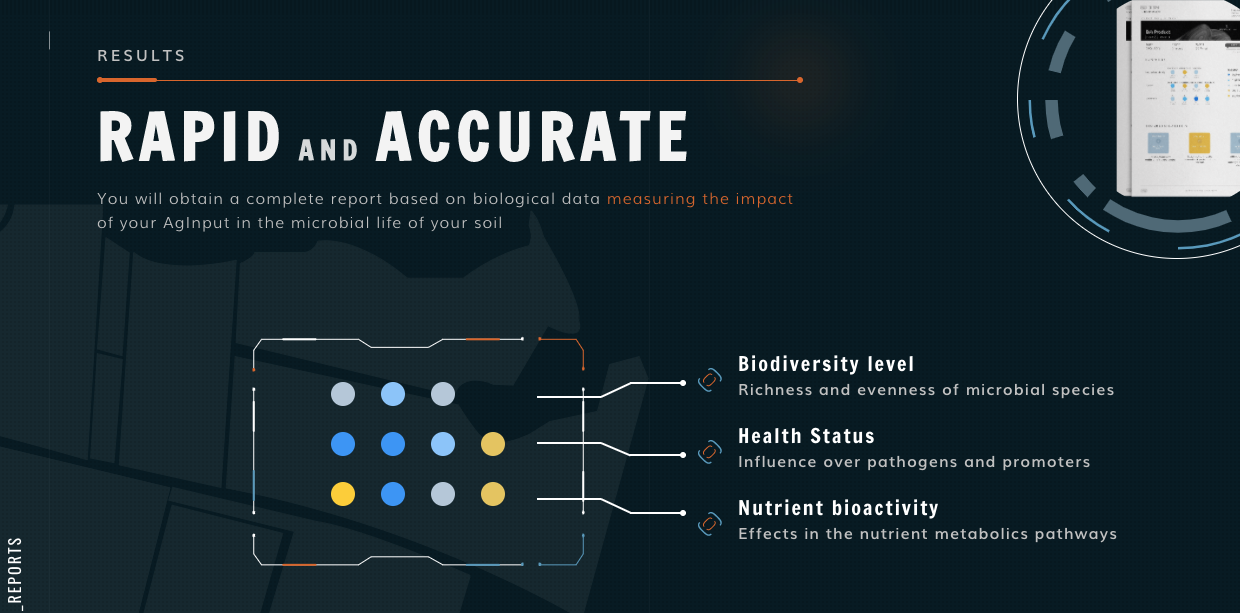 RESULTS
RAPID AND ACCURATE
You will obtain a complete report based on biological data measuring the impact
of your AgInput in the microbial life of your soil
Biodiversity level
Richness and evenness of microbial species
Health Status
Influence over pathogens and promoters
Nutrient bioactivity
Effects in the nutrient metabolics pathways
_REPORTS